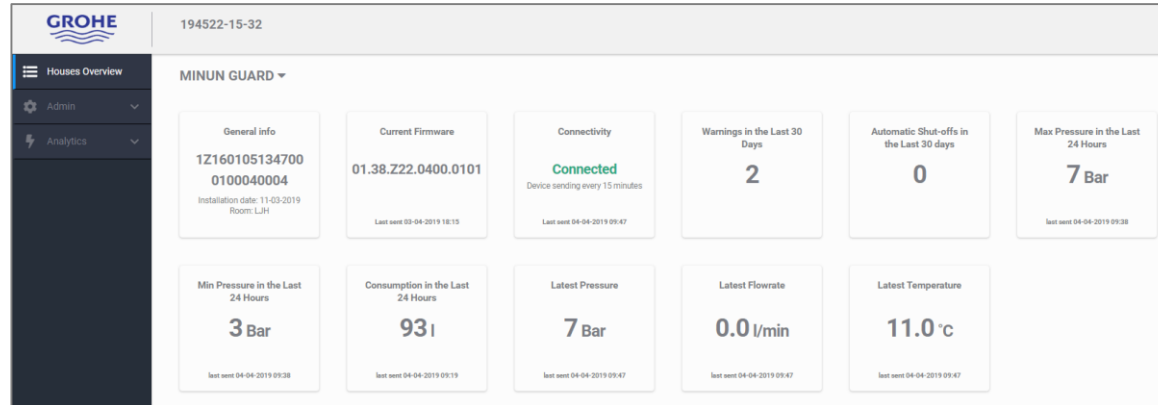 GROHE
194522-15-32
Houses Overview
Admin
Analytics
MINUN GUARD
General info
1Z160105134700
0100040004
Installation date: 11-03-2019
Room: LJH
Current Firmware
01.38.Z22.0400.0101
Last sent 03-04-2019 18:15
Connectivity
Connected
Device sending every 15 minutes
Last sent 04-04-2019 09:47
Warnings in the Last 30
Days
2
Automatic Shut-offs in
the Last 30 days
0
Max Pressure in the Last
24 Hours
7 Bar
last sent 04-04-2019 09:38
Min Pressure in the Last
24 Hours
3 Bar
last sent 04-04-2019 09:38
Consumption in the Last
24 Hours
93 l
last sent 04-04-2019 09:19
Latest Pressure
7 Bar
last sent 04-04-2019 09:47
Latest Flowrate
0.0 l/min
last sent 04-04-2019 09:47
Latest Temperature
11.0 °C
last sent 04-04-2019 09:47